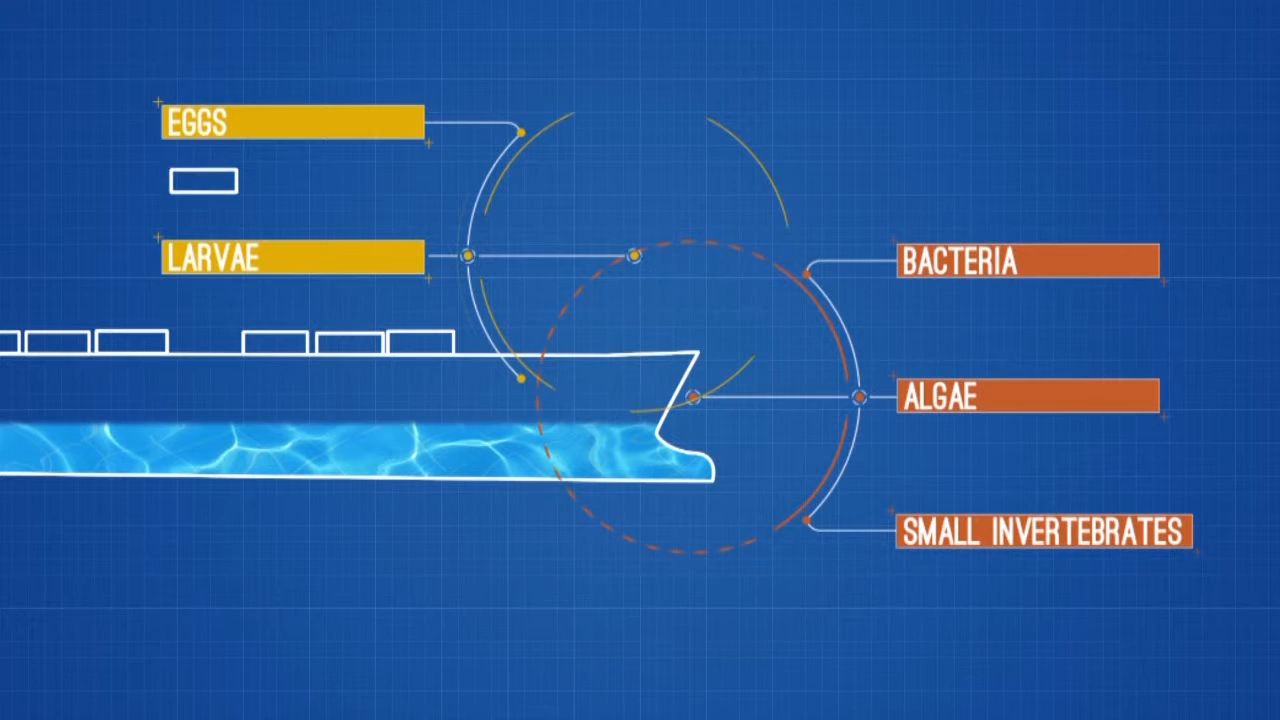 EGGS
LARVAE
BACTERIA
ALGAE
SMALL INVERTEBRATES